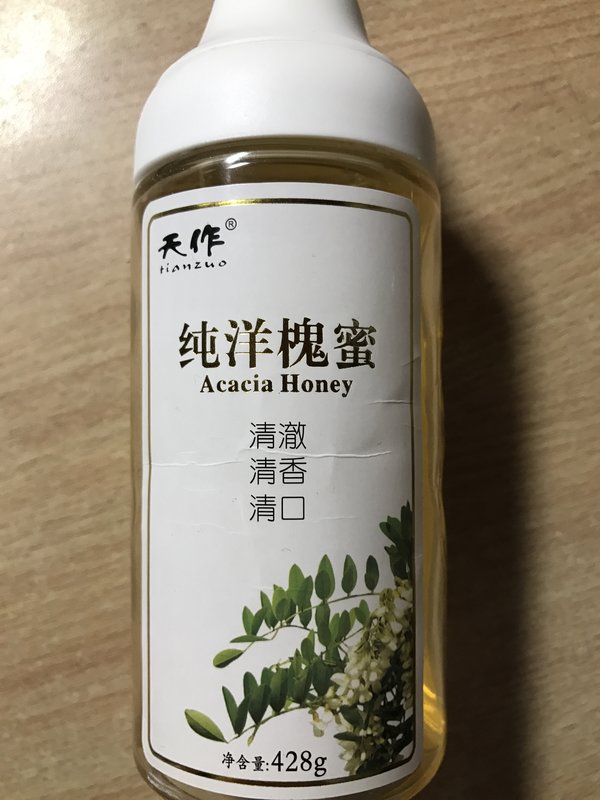 天作®
tianzuo
纯洋槐蜜
Acacia Honey
清澈
清香
清口
净含量:428g